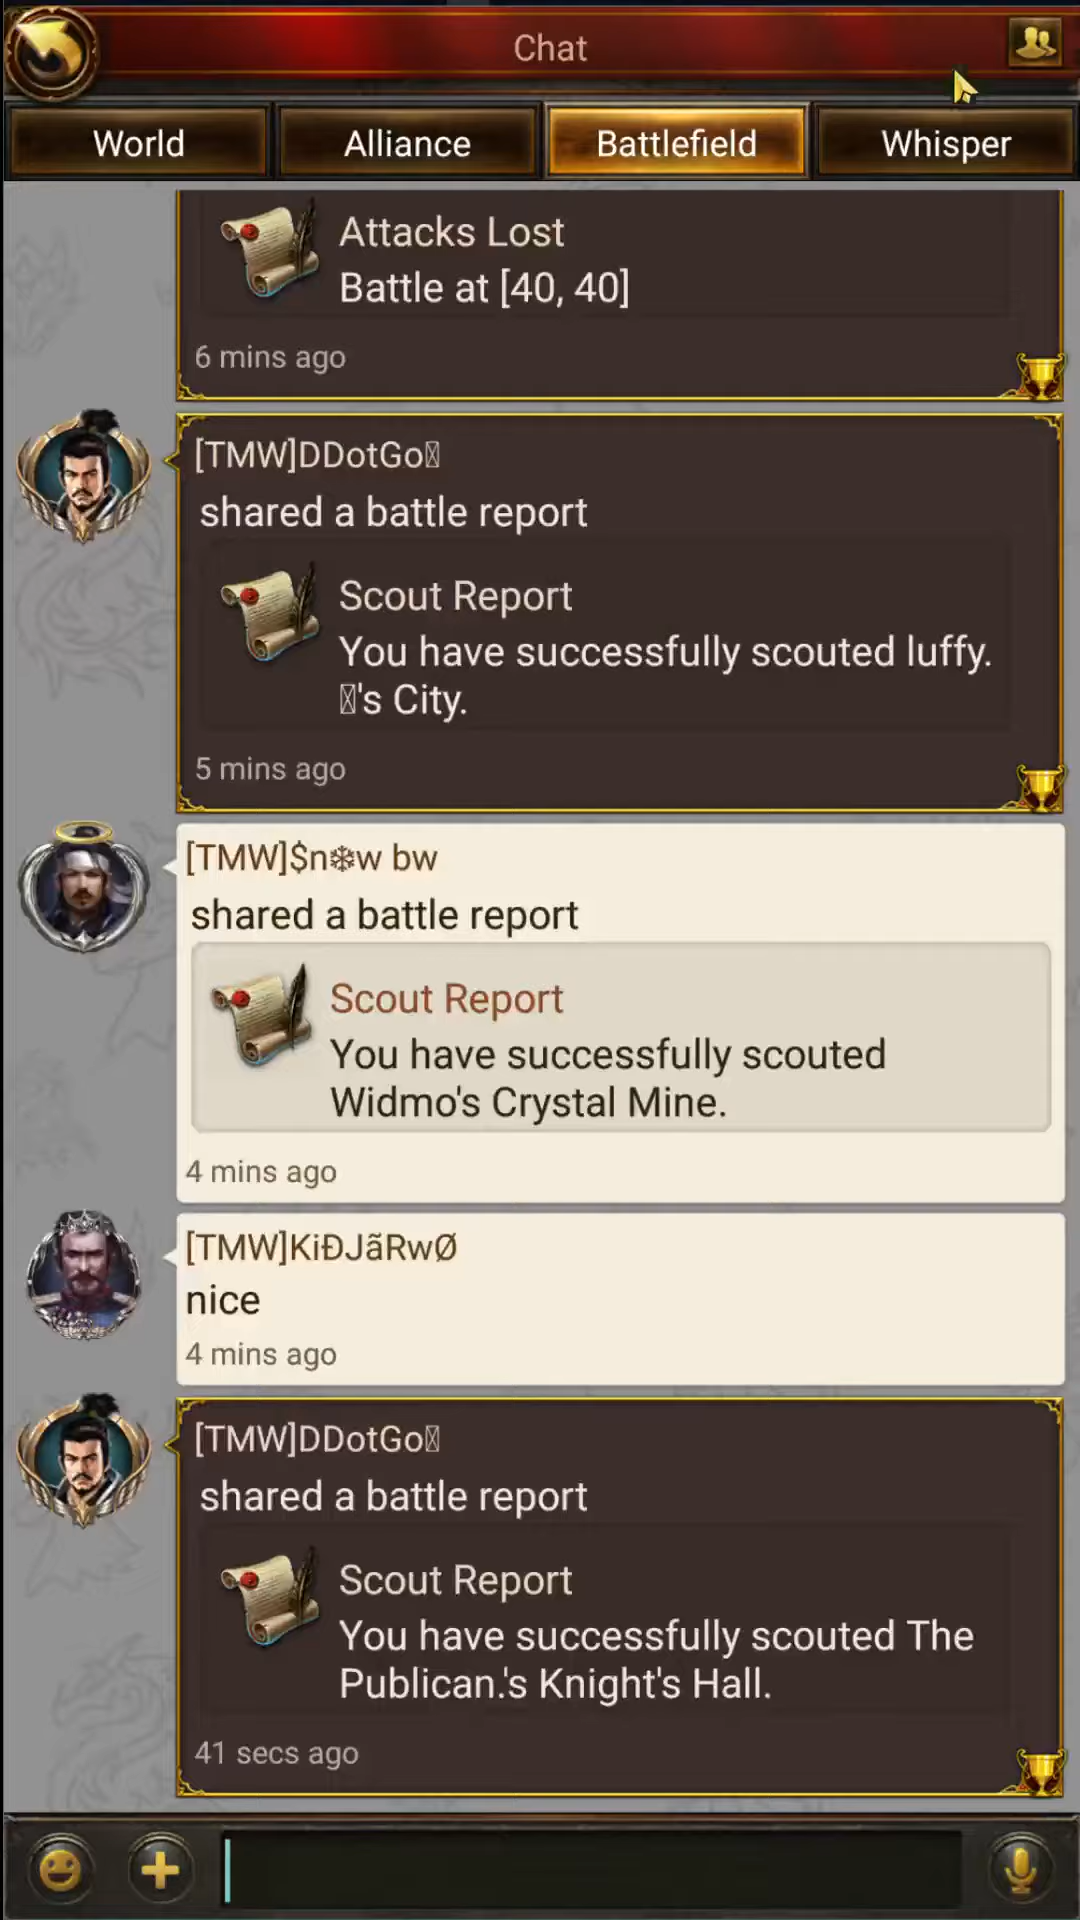 Chat
World
Alliance
Battlefield
Whisper
Attacks Lost
Battle at [40, 40]
6 mins ago
[TMW]DDotGo
shared a battle report
Scout Report
You have successfully scouted luffy.
's City.
5 mins ago
[TMW]$n❄w bw
shared a battle report
Scout Report
You have successfully scouted
Widmo's Crystal Mine.
4 mins ago
[TMW]KiÐJãRwØ
nice
4 mins ago
[TMW]DDotGo
shared a battle report
Scout Report
You have successfully scouted The
Publican.'s Knight's Hall.
41 secs ago